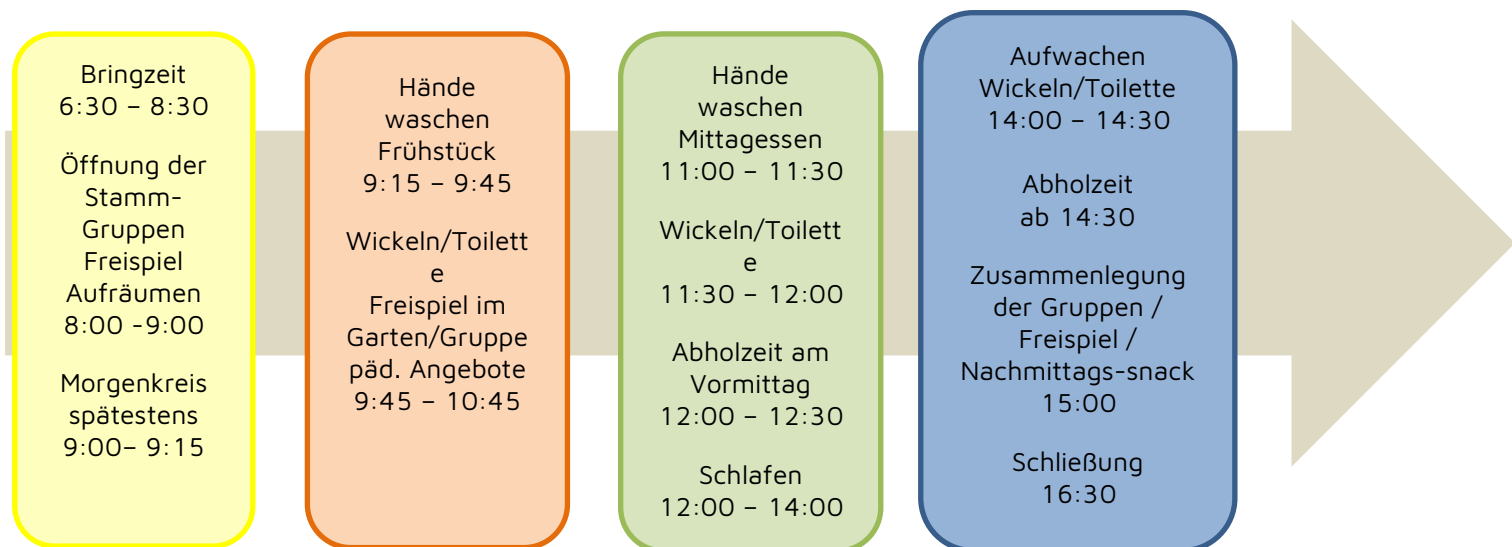 Bringzeit
6:30 – 8:30
Öffnung der
Stamm-
Gruppen
Freispiel
Aufräumen
8:00 -9:00
Morgenkreis
spätestens
9:00– 9:15
Hände
waschen
Frühstück
9:15 – 9:45
Wickeln/Toilett
e
Freispiel im
Garten/Gruppe
päd. Angebote
9:45 – 10:45
Hände
waschen
Mittagessen
11:00 – 11:30
Wickeln/Toilett
e
11:30 – 12:00
Abholzeit am
Vormittag
12:00 – 12:30
Schlafen
12:00 – 14:00
Aufwachen
Wickeln/Toilette
14:00 – 14:30
Abholzeit
ab 14:30
Zusammenlegung
der Gruppen /
Freispiel /
Nachmittags-snack
15:00
Schließung
16:30